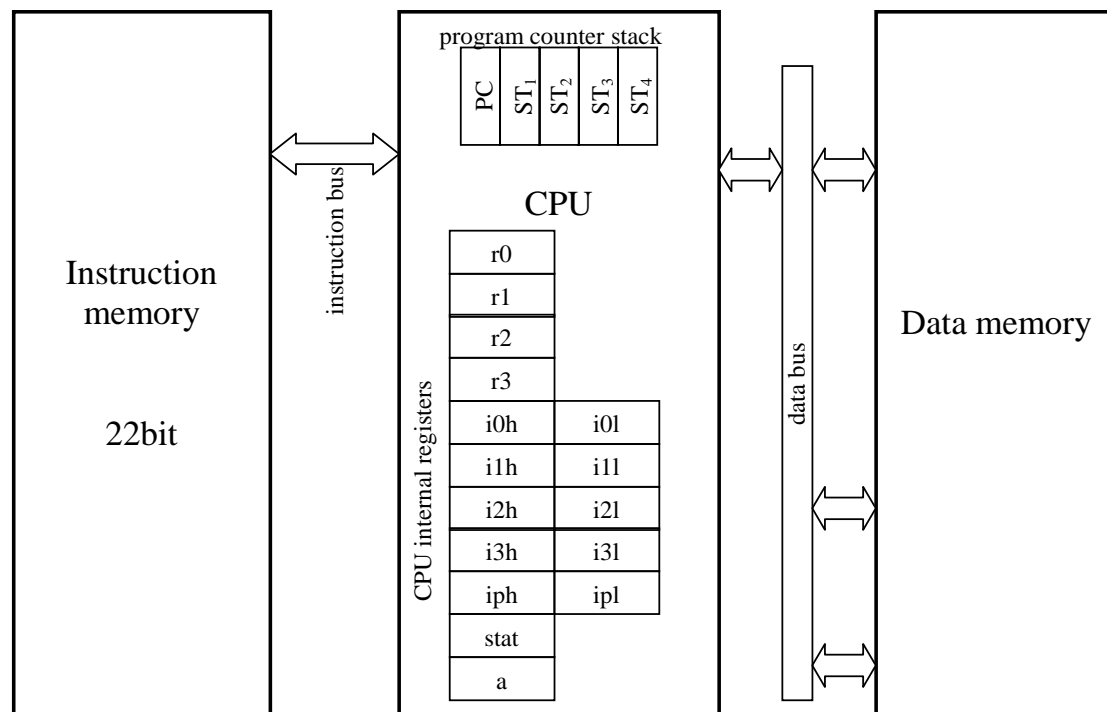 program counter stack
PC
ST₁
ST₂
ST₃
ST₄
instruction bus
CPU
Instruction
memory
22bit
CPU internal registers
r0
r1
r2
r3
i0h i0l
i1h i1l
i2h i2l
i3h i3l
iph ipl
stat
a
data bus
Data memory